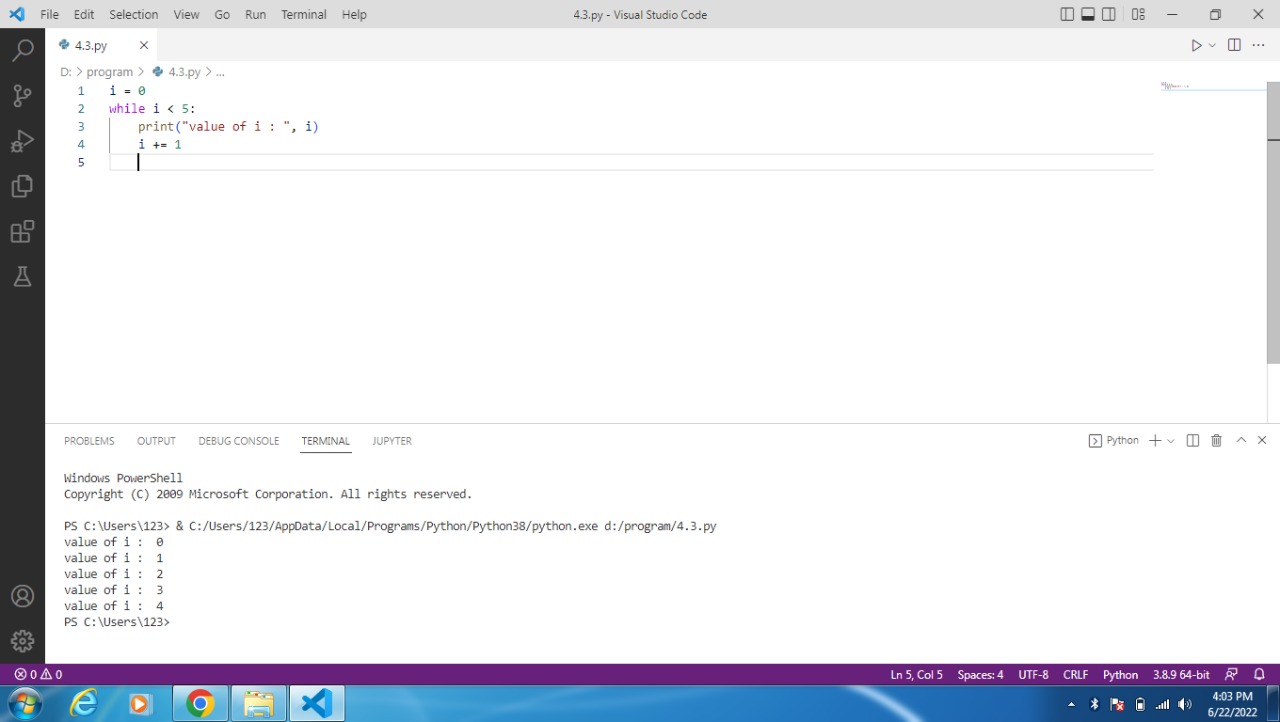 File Edit Selection View Go Run Terminal Help 4.3.py - Visual Studio Code
4.3.py
D: > program > 4.3.py > ...
1 i = 0
2 while i < 5:
3     print("value of i : ", i)
4     i += 1
5
PROBLEMS OUTPUT DEBUG CONSOLE TERMINAL JUPYTER Python
Windows PowerShell
Copyright (C) 2009 Microsoft Corporation. All rights reserved.
PS C:\Users\123> & C:/Users/123/AppData/Local/Programs/Python/Python38/python.exe d:/program/4.3.py
value of i :  0
value of i :  1
value of i :  2
value of i :  3
value of i :  4
PS C:\Users\123>
0 0 Ln 5, Col 5 Spaces: 4 UTF-8 CRLF Python 3.8.9 64-bit
4:03 PM
6/22/2022